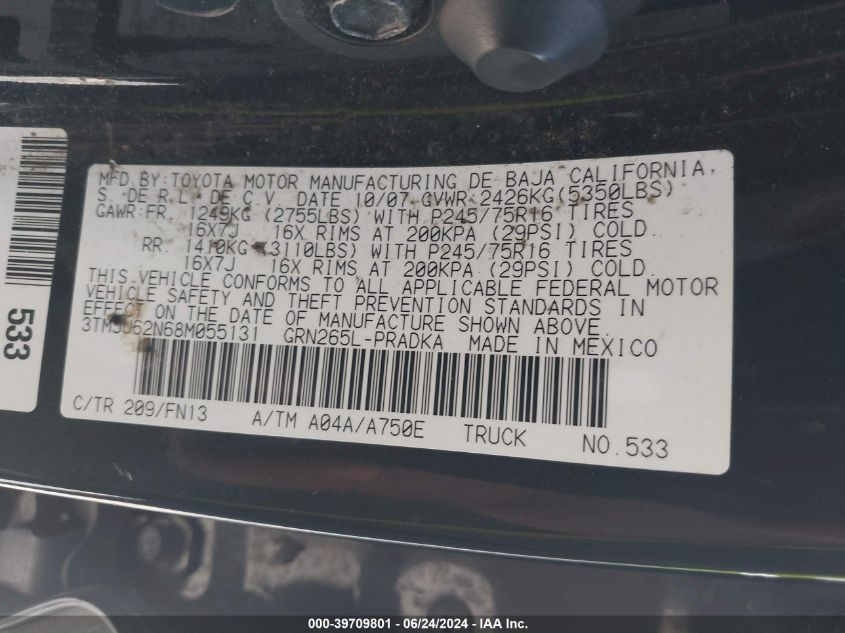 MFD.BY:TOYOTA MOTOR MANUFACTURING DE BAJA CALIFORNIA,
S. DE R.L. DE C.V. DATE 10/07 GVWR 2426KG(5350LBS)
GAWR:FR. 1249KG (2755LBS) WITH P245/75R16 TIRES
16X7J 16X RIMS AT 200KPA (29PSI) COLD.
RR. 1410KG (3110LBS) WITH P245/75R16 TIRES
16X7J 16X RIMS AT 200KPA (29PSI) COLD.
THIS VEHICLE CONFORMS TO ALL APPLICABLE FEDERAL MOTOR
VEHICLE SAFETY AND THEFT PREVENTION STANDARDS IN
EFFECT ON THE DATE OF MANUFACTURE SHOWN ABOVE.
3TMJU62N68M055131 GRN265L-PRADKA MADE IN MEXICO
C/TR 209/FN13 A/TM A04A/A750E TRUCK NO.533
533
000-39709801 - 06/24/2024 - IAA Inc.